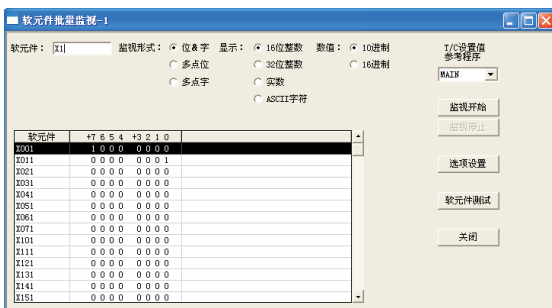 软元件批量监视-1
软元件： X1 监视形式： 位&字 显示： 16位整数 数值： 10进制 T/C设置值
参考程序
多点位 32位整数 16进制
多点字 实数 MAIN
ASCII字符
监视开始
监视停止
选项设置
软元件测试
关闭
软元件 +7 6 5 4 +3 2 1 0
X001 1 0 0 0 0 0 0 0
X011 0 0 0 0 0 0 0 1
X021 0 0 0 0 0 0 0 0
X031 0 0 0 0 0 0 0 0
X041 0 0 0 0 0 0 0 0
X051 0 0 0 0 0 0 0 0
X061 0 0 0 0 0 0 0 0
X071 0 0 0 0 0 0 0 0
X101 0 0 0 0 0 0 0 0
X111 0 0 0 0 0 0 0 0
X121 0 0 0 0 0 0 0 0
X131 0 0 0 0 0 0 0 0
X141 0 0 0 0 0 0 0 0
X151 0 0 0 0 0 0 0 0